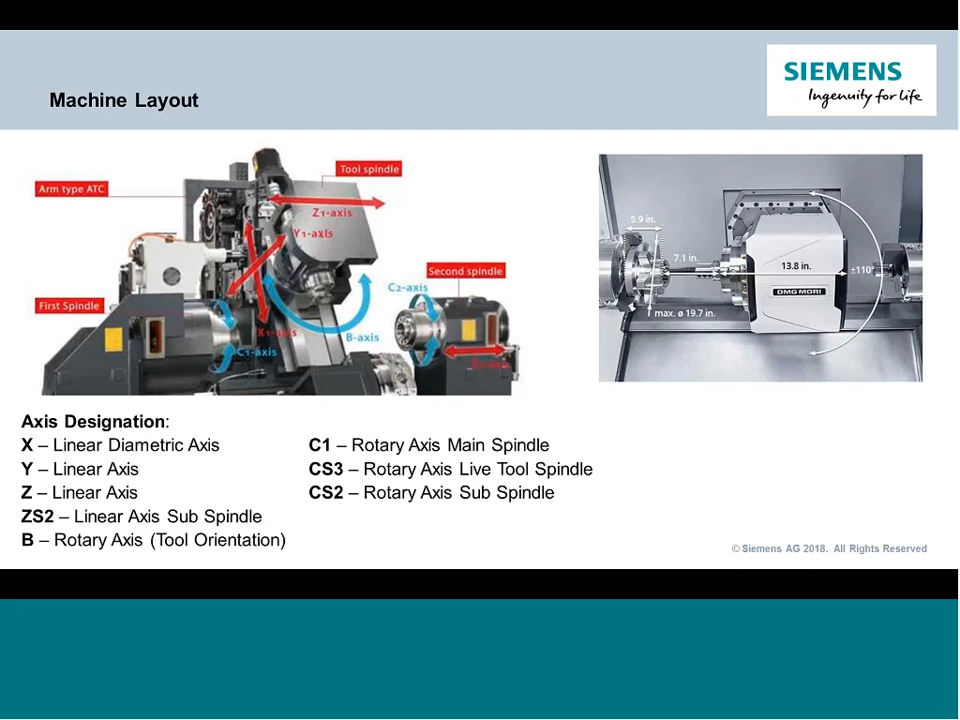 Machine Layout
SIEMENS
Ingenuity for life
Arm type ATC
Tool spindle
Z1-axis
Y1-axis
First Spindle
X1-axis
C1-axis
B-axis
Second spindle
C2-axis
5.9 in.
7.1 in.
13.8 in.
±110°
DMG MORI
max. ø 19.7 in.
Axis Designation:
X – Linear Diametric Axis
Y – Linear Axis
Z – Linear Axis
ZS2 – Linear Axis Sub Spindle
B – Rotary Axis (Tool Orientation)
C1 – Rotary Axis Main Spindle
CS3 – Rotary Axis Live Tool Spindle
CS2 – Rotary Axis Sub Spindle
© Siemens AG 2018. All Rights Reserved